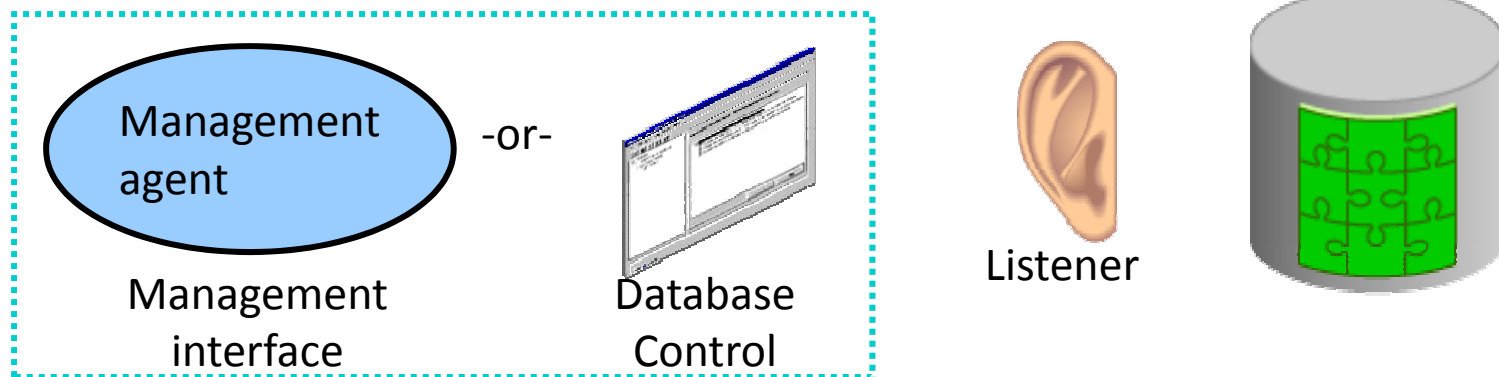 Management
agent
-or-
Management
interface
Database
Control
Listener